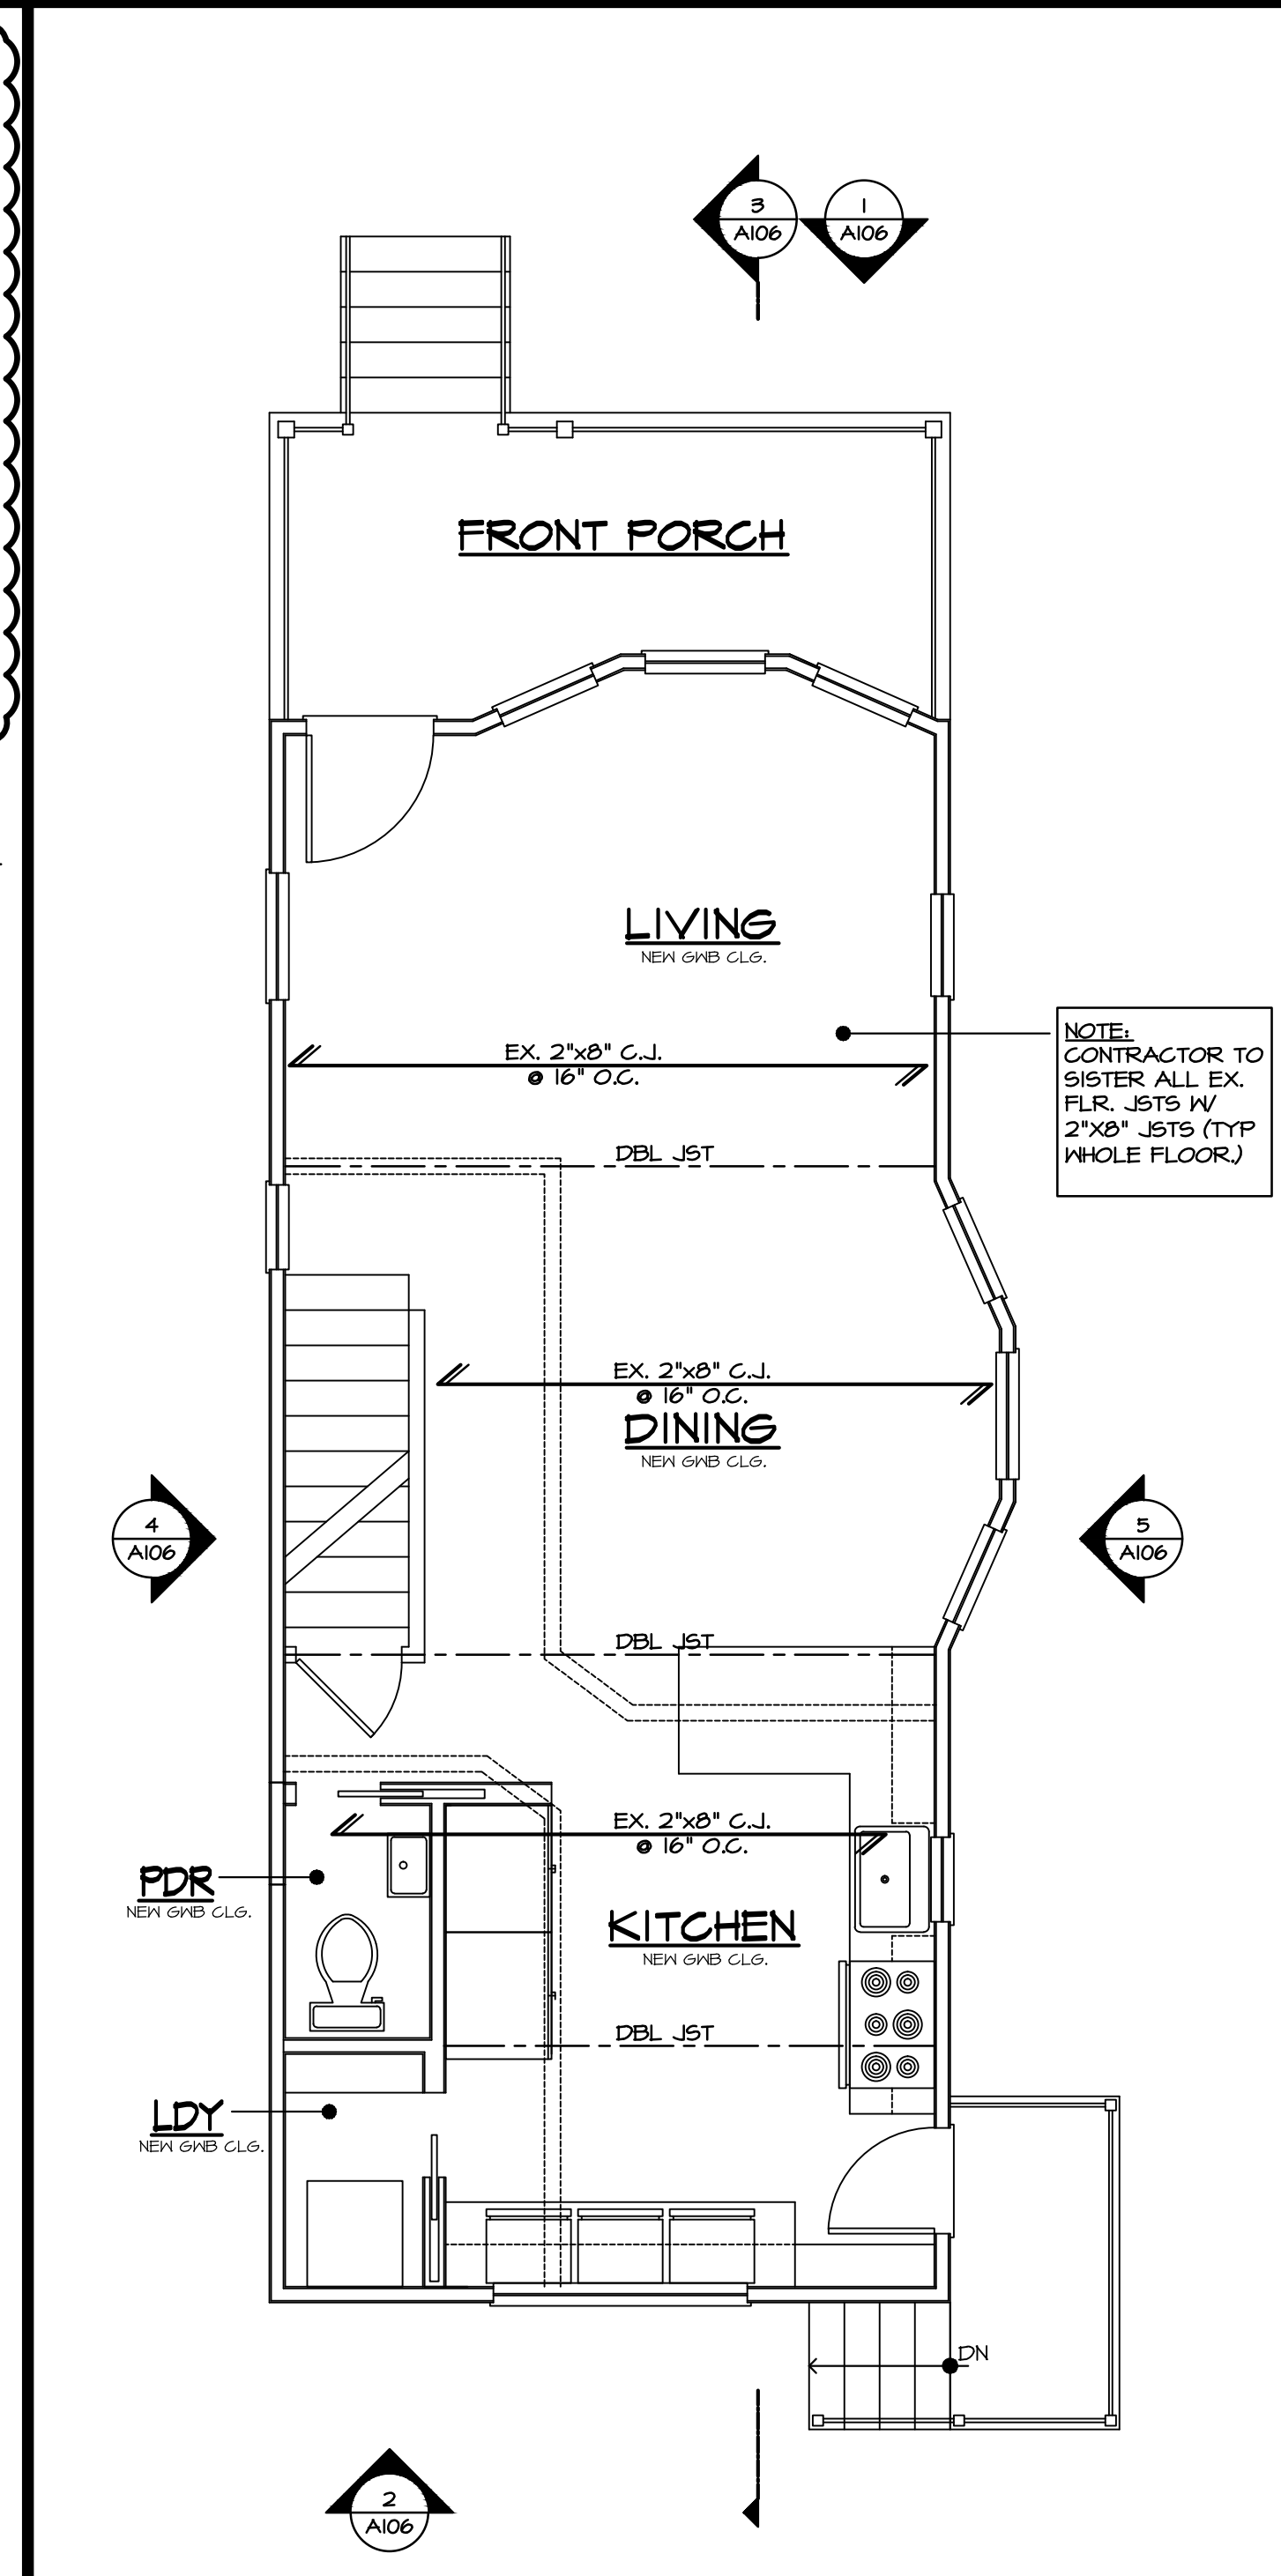 3
A106
1
A106
FRONT PORCH
LIVING
NEW GWB CLG.
NOTE:
CONTRACTOR TO
SISTER ALL EX.
FLR. JSTS W/
2"X8" JSTS (TYP
WHOLE FLOOR.)
EX. 2"x8" C.J.
@ 16" O.C.
DBL JST
EX. 2"x8" C.J.
@ 16" O.C.
DINING
NEW GWB CLG.
4
A106
5
A106
DBL JST
EX. 2"x8" C.J.
@ 16" O.C.
PDR
NEW GWB CLG.
KITCHEN
NEW GWB CLG.
DBL JST
LDY
NEW GWB CLG.
DN
2
A106